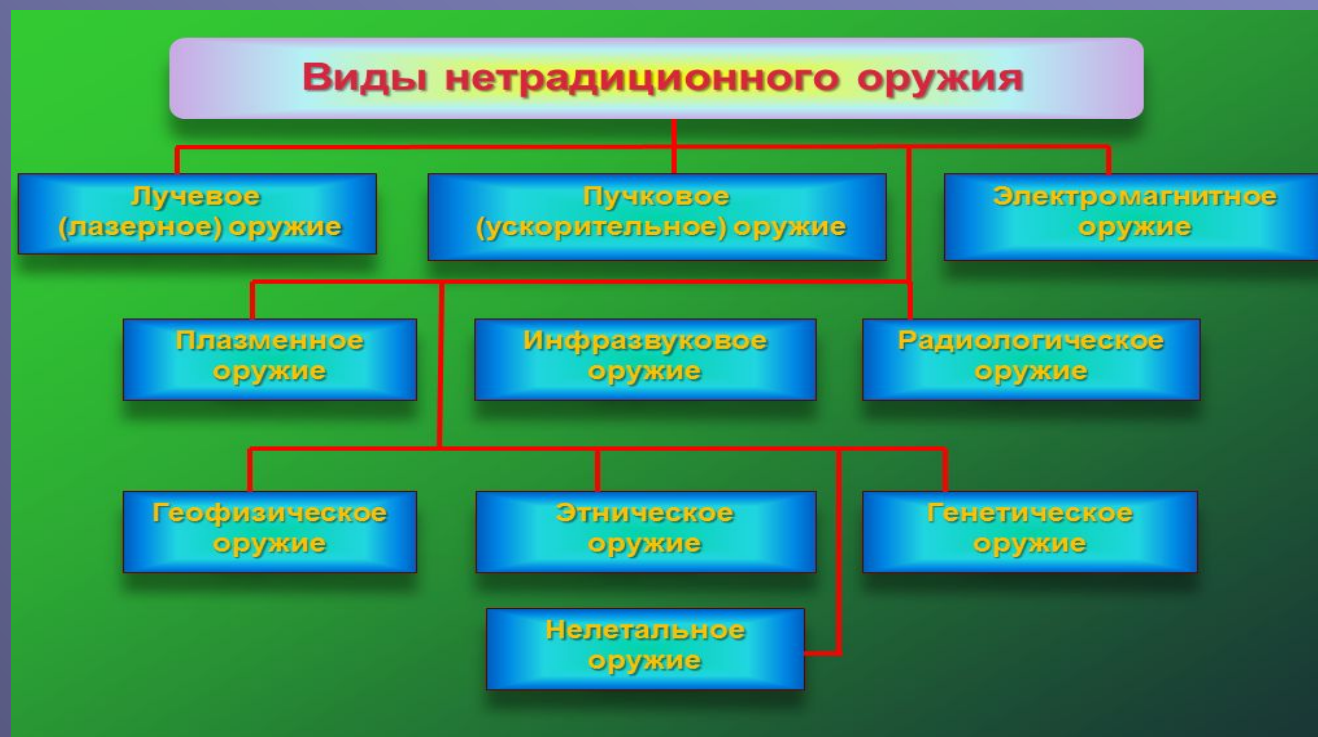 Виды нетрадиционного оружия
Лучевое
(лазерное) оружие
Пучковое
(ускорительное) оружие
Электромагнитное
оружие
Плазменное
оружие
Инфразвуковое
оружие
Радиологическое
оружие
Геофизическое
оружие
Этническое
оружие
Генетическое
оружие
Нелетальное
оружие